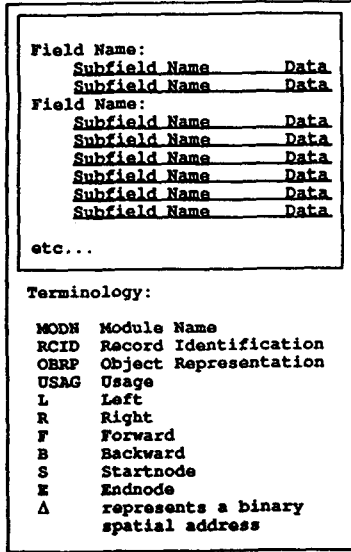 Field Name:
Subfield Name Data
Subfield Name Data
Field Name:
Subfield Name Data
Subfield Name Data
Subfield Name Data
Subfield Name Data
Subfield Name Data
Subfield Name Data
etc...
Terminology:
MODN Module Name
RCID Record Identification
OBRP Object Representation
USAG Usage
L Left
R Right
F Forward
B Backward
S Startnode
E Endnode
Δ represents a binary
spatial address